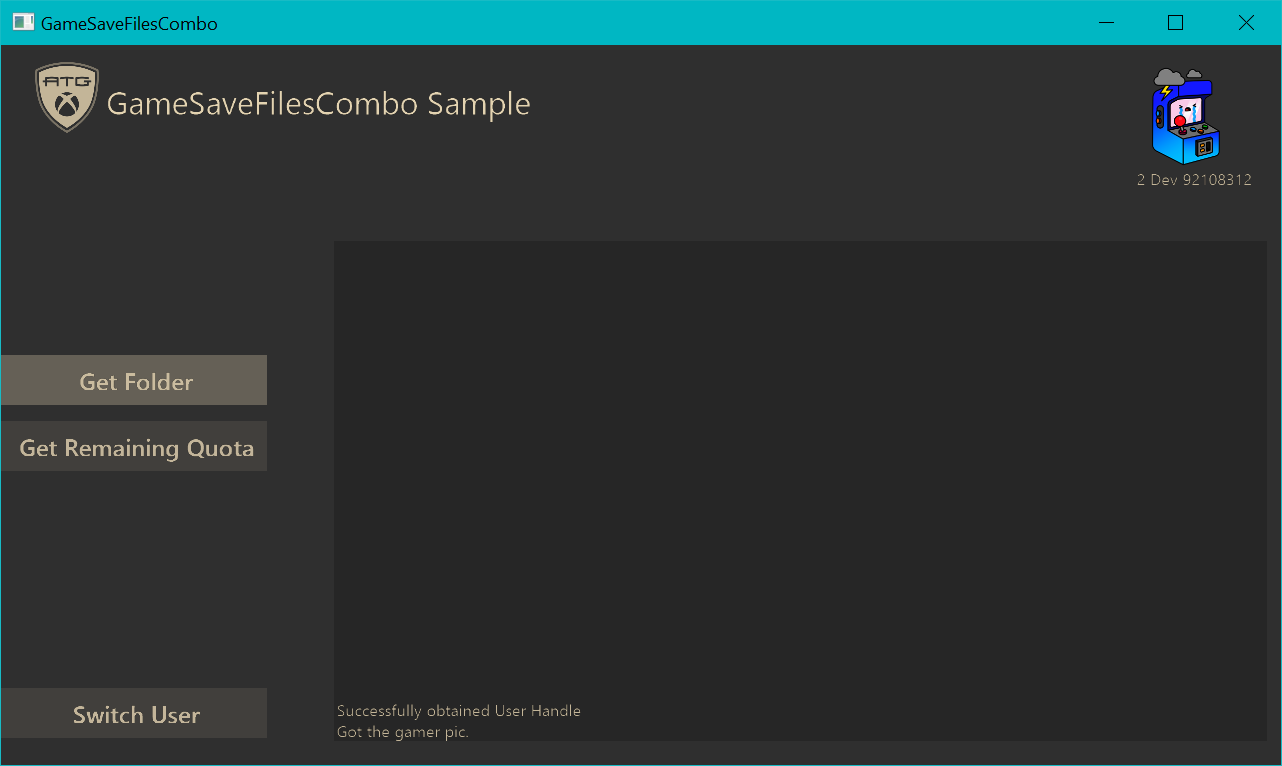 GameSaveFilesCombo
ATG
GameSaveFilesCombo Sample
2 Dev 92108312
Get Folder
Get Remaining Quota
Switch User
Successfully obtained User Handle
Got the gamer pic.